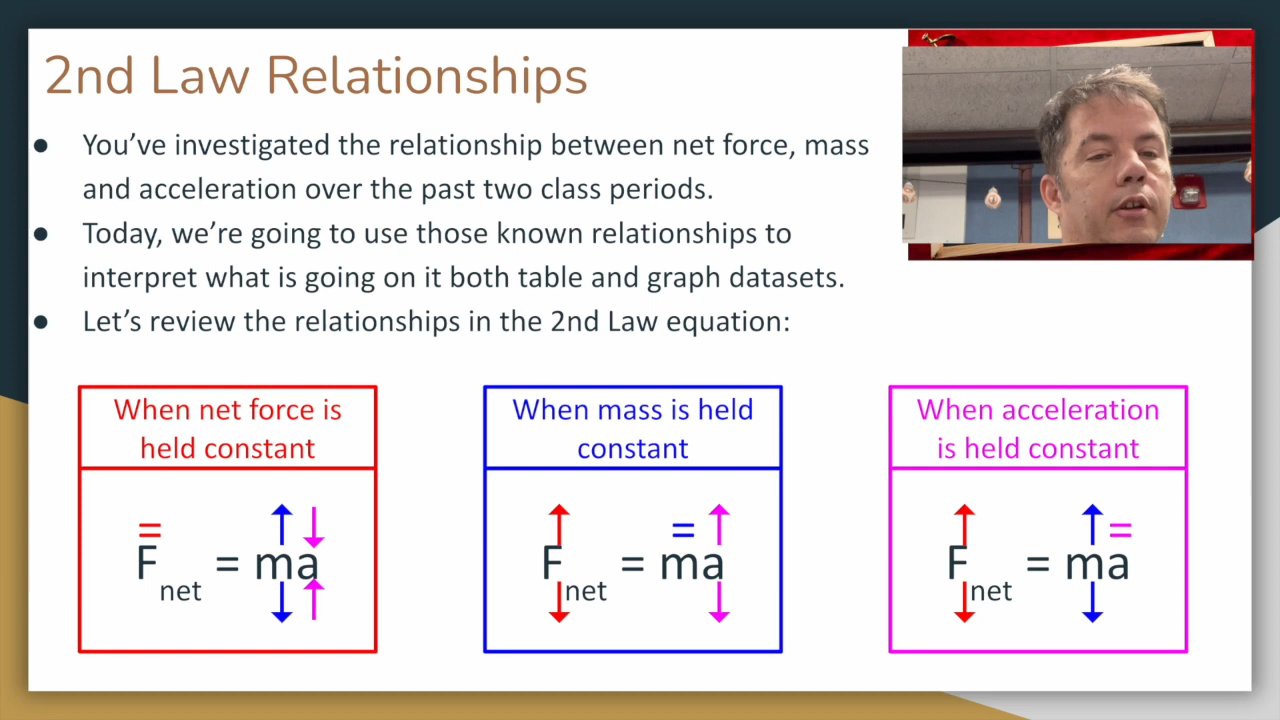 2nd Law Relationships
● You’ve investigated the relationship between net force, mass
and acceleration over the past two class periods.
● Today, we’re going to use those known relationships to
interpret what is going on it both table and graph datasets.
● Let’s review the relationships in the 2nd Law equation:
When net force is
held constant
= ↑ ↓
F_net = ma
↓ ↑
When mass is held
constant
↑ = ↑
F_net = ma
↓ ↓
When acceleration
is held constant
↑ ↑ =
F_net = ma
↓ ↓